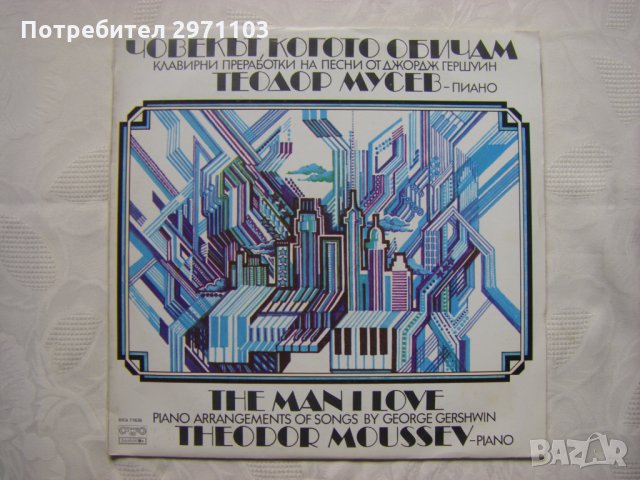 Потребител 2971103
ЧОВЕКЪТ, КОГОТО ОБИЧАМ
КЛАВИРНИ ПРЕРАБОТКИ НА ПЕСНИ ОТ ДЖОРДЖ ГЕРШУИН
ТЕОДОР МУСЕВ-ПИАНО
THE MAN I LOVE
PIANO ARRANGEMENTS OF SONGS BY GEORGE GERSHWIN
THEODOR MOUSSEV-PIANO
bazar